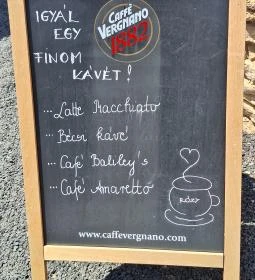 IGYÁL
EGY
FINOM
KÁVÉT!
CAFFÈ
VERGNANO
1882
...Latte Macchiato
...Bécsi kávé
...Café Bailey's
...Café Amaretto
www.caffevergnano.com